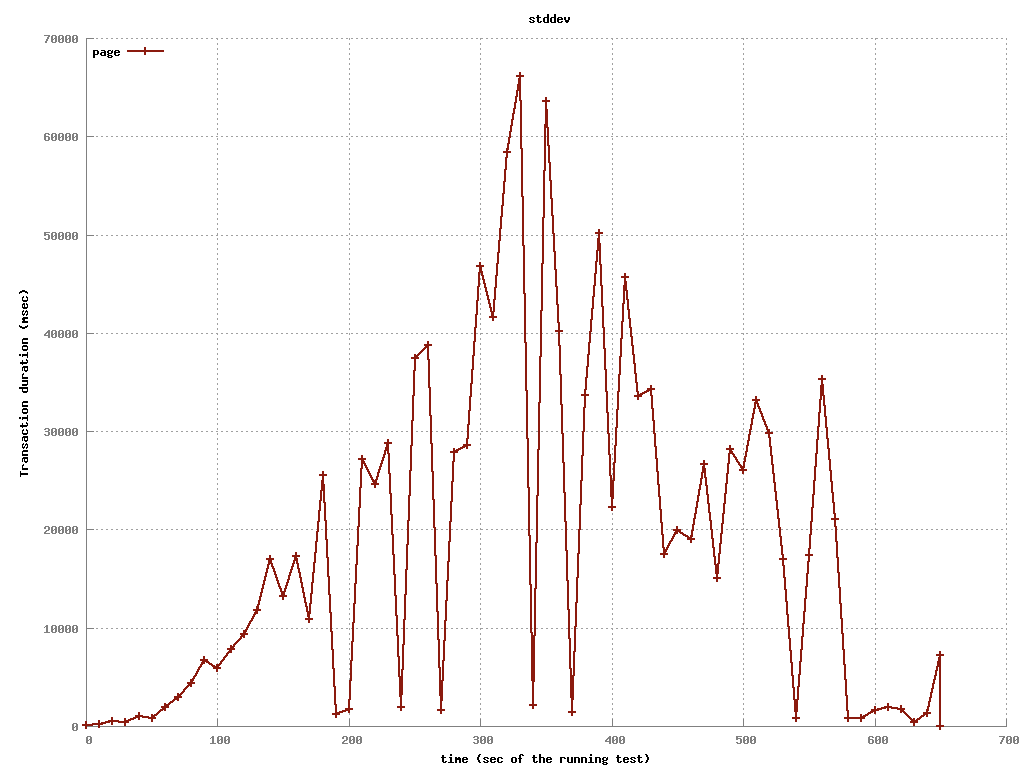 stddev
page
70000
60000
50000
40000
30000
20000
10000
0
Transaction duration (msec)
0 100 200 300 400 500 600 700
time (sec of the running test)